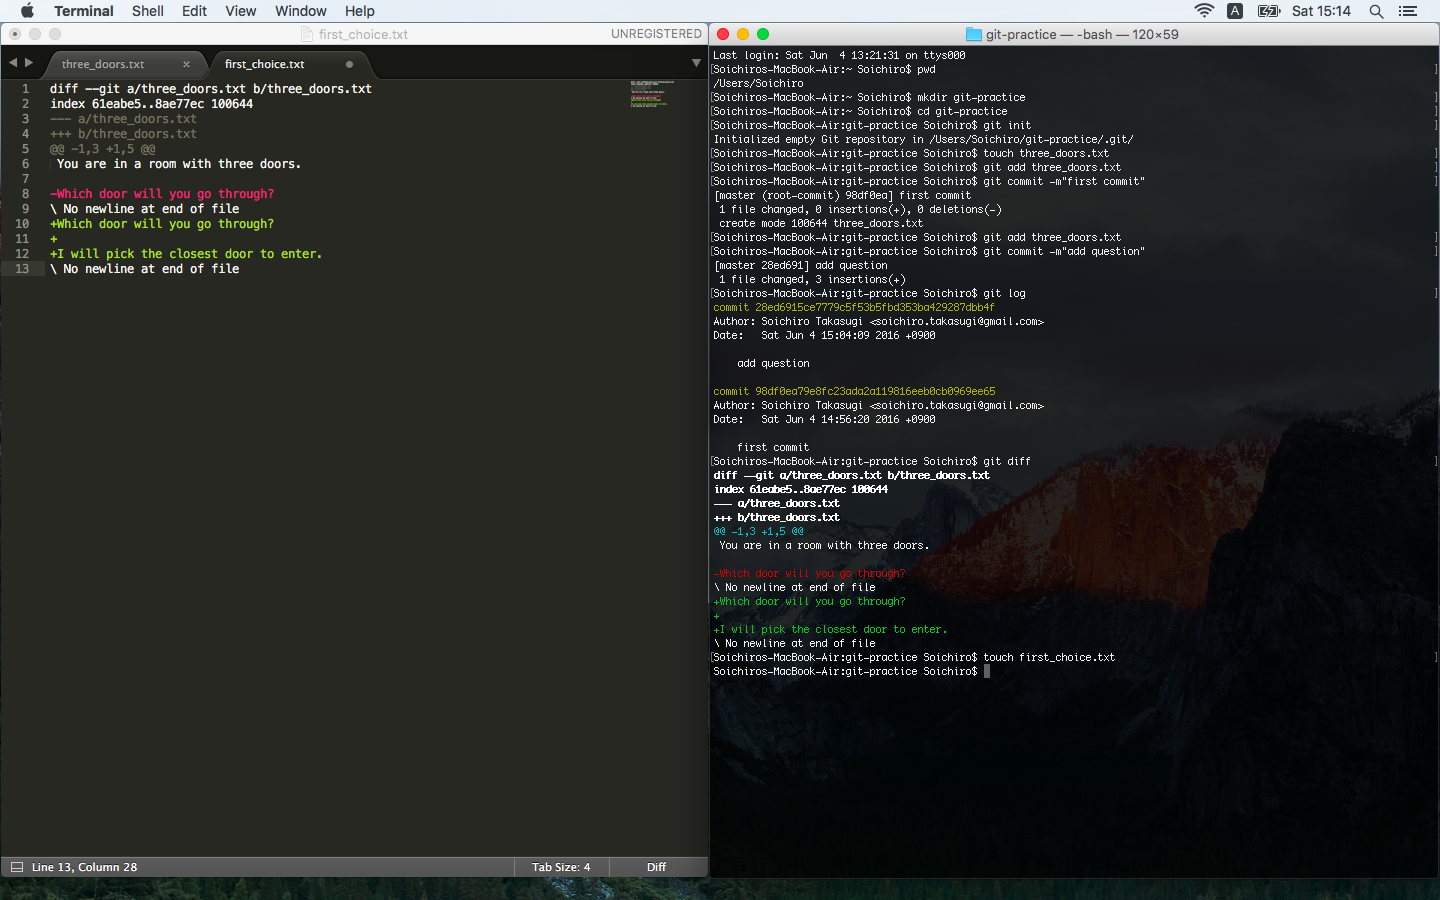 Terminal Shell Edit View Window Help
A Sat 15:14
first_choice.txt UNREGISTERED
three_doors.txt × first_choice.txt
1 diff --git a/three_doors.txt b/three_doors.txt
2 index 61eabe5..8ae77ec 100644
3 --- a/three_doors.txt
4 +++ b/three_doors.txt
5 @@ -1,3 +1,5 @@
6  You are in a room with three doors.
7
8 -Which door will you go through?
9 \ No newline at end of file
10 +Which door will you go through?
11 +
12 +I will pick the closest door to enter.
13 \ No newline at end of file
Line 13, Column 28 Tab Size: 4 Diff
git-practice — -bash — 120×59
Last login: Sat Jun  4 13:21:31 on ttys000
[Soichiros-MacBook-Air:~ Soichiro$ pwd ]
/Users/Soichiro
[Soichiros-MacBook-Air:~ Soichiro$ mkdir git-practice ]
[Soichiros-MacBook-Air:~ Soichiro$ cd git-practice ]
[Soichiros-MacBook-Air:git-practice Soichiro$ git init ]
Initialized empty Git repository in /Users/Soichiro/git-practice/.git/
[Soichiros-MacBook-Air:git-practice Soichiro$ touch three_doors.txt ]
[Soichiros-MacBook-Air:git-practice Soichiro$ git add three_doors.txt ]
[Soichiros-MacBook-Air:git-practice Soichiro$ git commit -m"first commit" ]
[master (root-commit) 98df0ea] first commit
 1 file changed, 0 insertions(+), 0 deletions(-)
 create mode 100644 three_doors.txt
[Soichiros-MacBook-Air:git-practice Soichiro$ git add three_doors.txt ]
[Soichiros-MacBook-Air:git-practice Soichiro$ git commit -m"add question" ]
[master 28ed691] add question
 1 file changed, 3 insertions(+)
[Soichiros-MacBook-Air:git-practice Soichiro$ git log ]
commit 28ed6915ce7779c5f53b5fbd353ba429287dbb4f
Author: Soichiro Takasugi <soichiro.takasugi@gmail.com>
Date:   Sat Jun 4 15:04:09 2016 +0900
    add question
commit 98df0ea79e8fc23ada2a119816eeb0cb0969ee65
Author: Soichiro Takasugi <soichiro.takasugi@gmail.com>
Date:   Sat Jun 4 14:56:20 2016 +0900
    first commit
[Soichiros-MacBook-Air:git-practice Soichiro$ git diff ]
diff --git a/three_doors.txt b/three_doors.txt
index 61eabe5..8ae77ec 100644
--- a/three_doors.txt
+++ b/three_doors.txt
@@ -1,3 +1,5 @@
 You are in a room with three doors.
-Which door will you go through?
\ No newline at end of file
+Which door will you go through?
+
+I will pick the closest door to enter.
\ No newline at end of file
[Soichiros-MacBook-Air:git-practice Soichiro$ touch first_choice.txt ]
Soichiros-MacBook-Air:git-practice Soichiro$